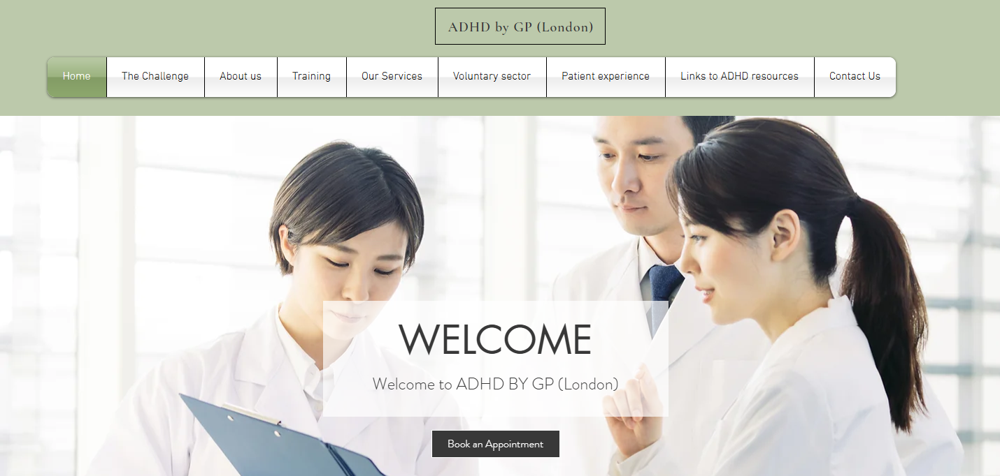 ADHD by GP (London)
Home
The Challenge
About us
Training
Our Services
Voluntary sector
Patient experience
Links to ADHD resources
Contact Us
WELCOME
Welcome to ADHD BY GP (London)
Book an Appointment